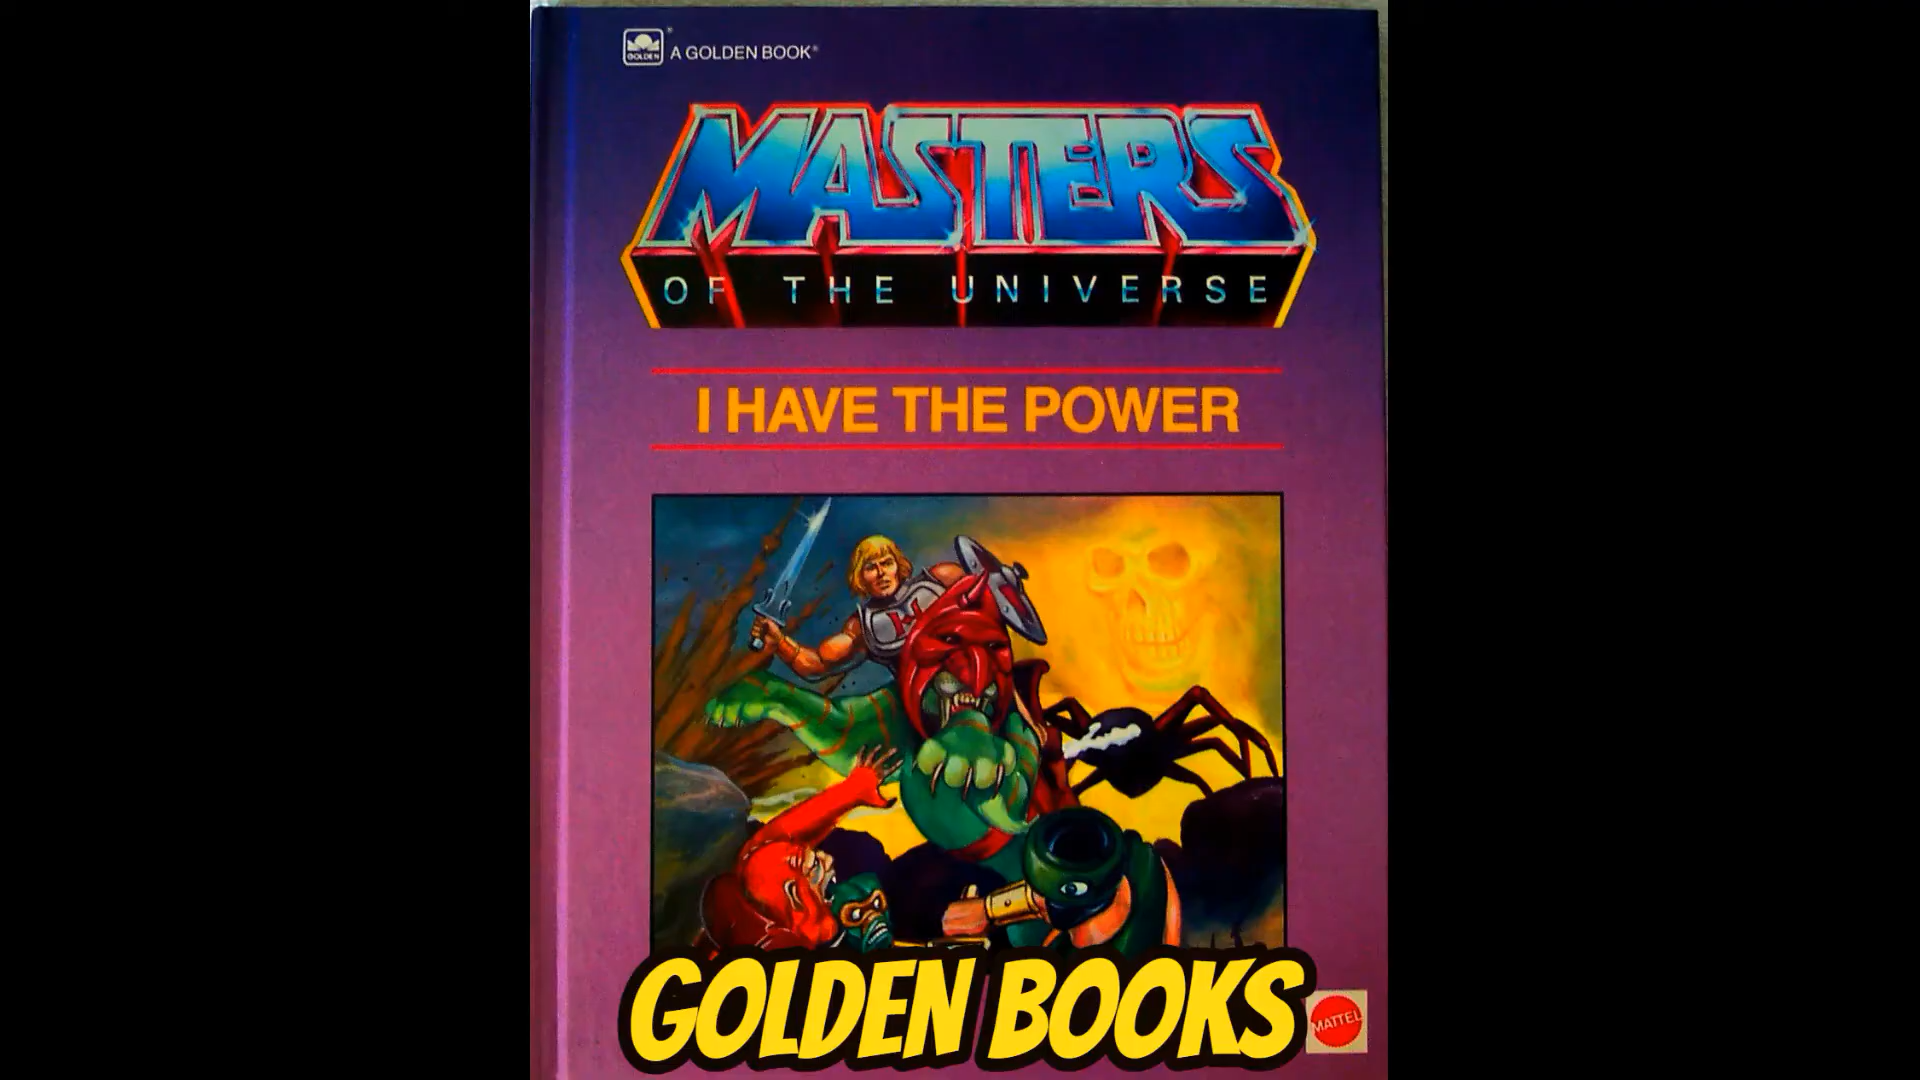 GOLDEN
A GOLDEN BOOK®
MASTERS
OF THE UNIVERSE
I HAVE THE POWER
GOLDEN BOOKS
MATTEL